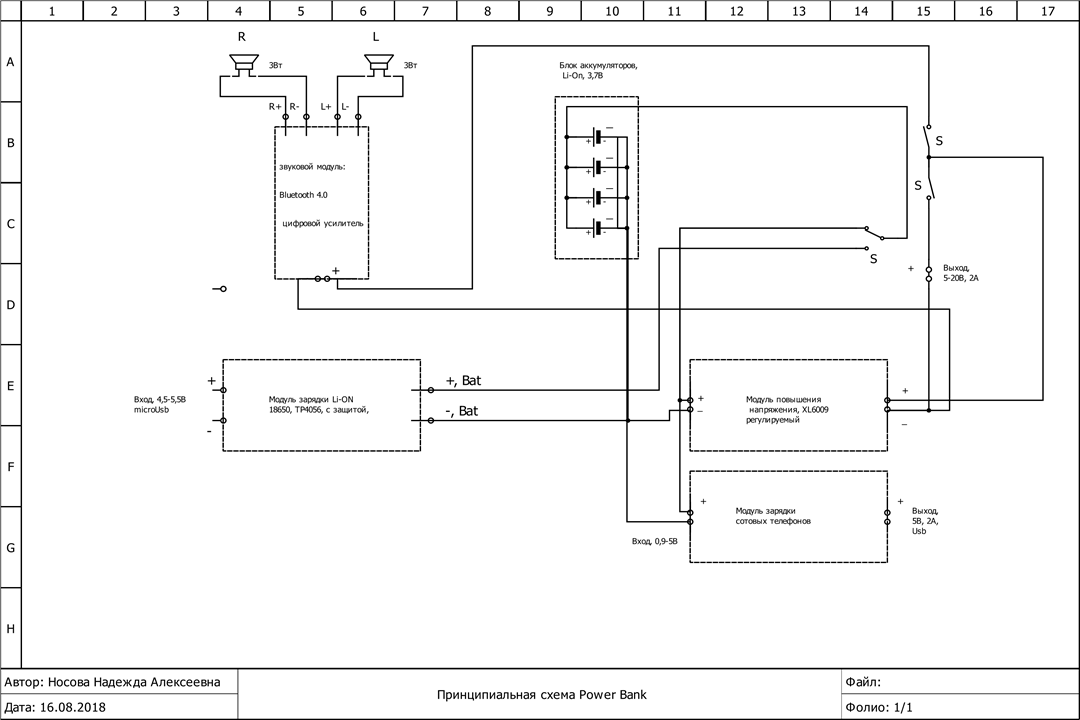 1 2 3 4 5 6 7 8 9 10 11 12 13 14 15 16 17
A
B
C
D
E
F
G
H
R
L
3Вт
3Вт
R+ R- L+ L-
звуковой модуль:
Bluetooth 4.0
цифровой усилитель
+
Блок аккумуляторов,
Li-On, 3,7В
+ -
+ -
+ -
+ -
S
S
S
+
Выход,
5-20В, 2А
Вход, 4,5-5,5В
microUsb
+
-
Модуль зарядки Li-ON
18650, TP4056, с защитой,
+, Bat
-, Bat
+
–
Модуль повышения
напряжения, XL6009
регулируемый
+
–
+
Модуль зарядки
сотовых телефонов
Вход, 0,9-5В
+
Выход,
5В, 2А,
Usb
Автор: Носова Надежда Алексеевна
Дата: 16.08.2018
Принципиальная схема Power Bank
Файл:
Фолио: 1/1